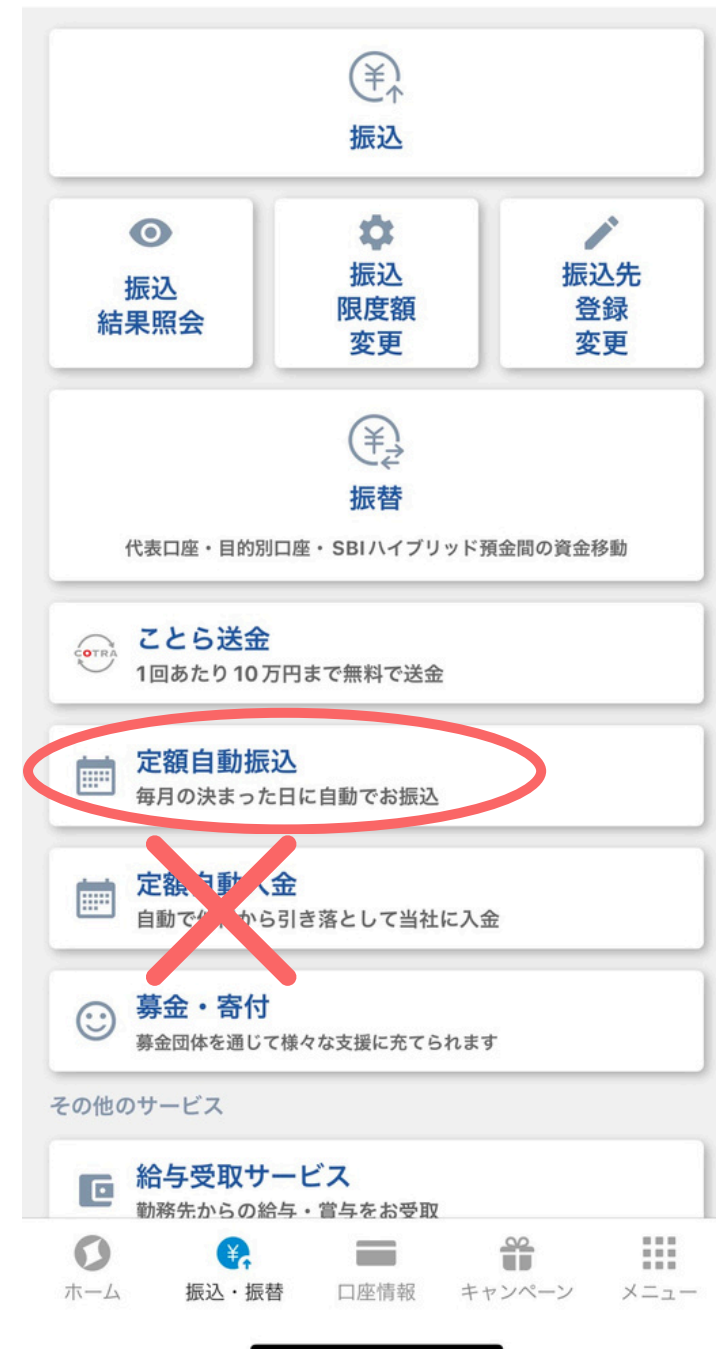 振込
振込
結果照会
振込
限度額
変更
振込先
登録
変更
振替
代表口座・目的別口座・SBIハイブリッド預金間の資金移動
COTRA
ことら送金
1回あたり10万円まで無料で送金
定額自動振込
毎月の決まった日に自動でお振込
定額自動入金
自動で から引き落として当社に入金
募金・寄付
募金団体を通じて様々な支援に充てられます
その他のサービス
給与受取サービス
勤務先からの給与・賞与をお受取
ホーム
振込・振替
口座情報
キャンペーン
メニュー